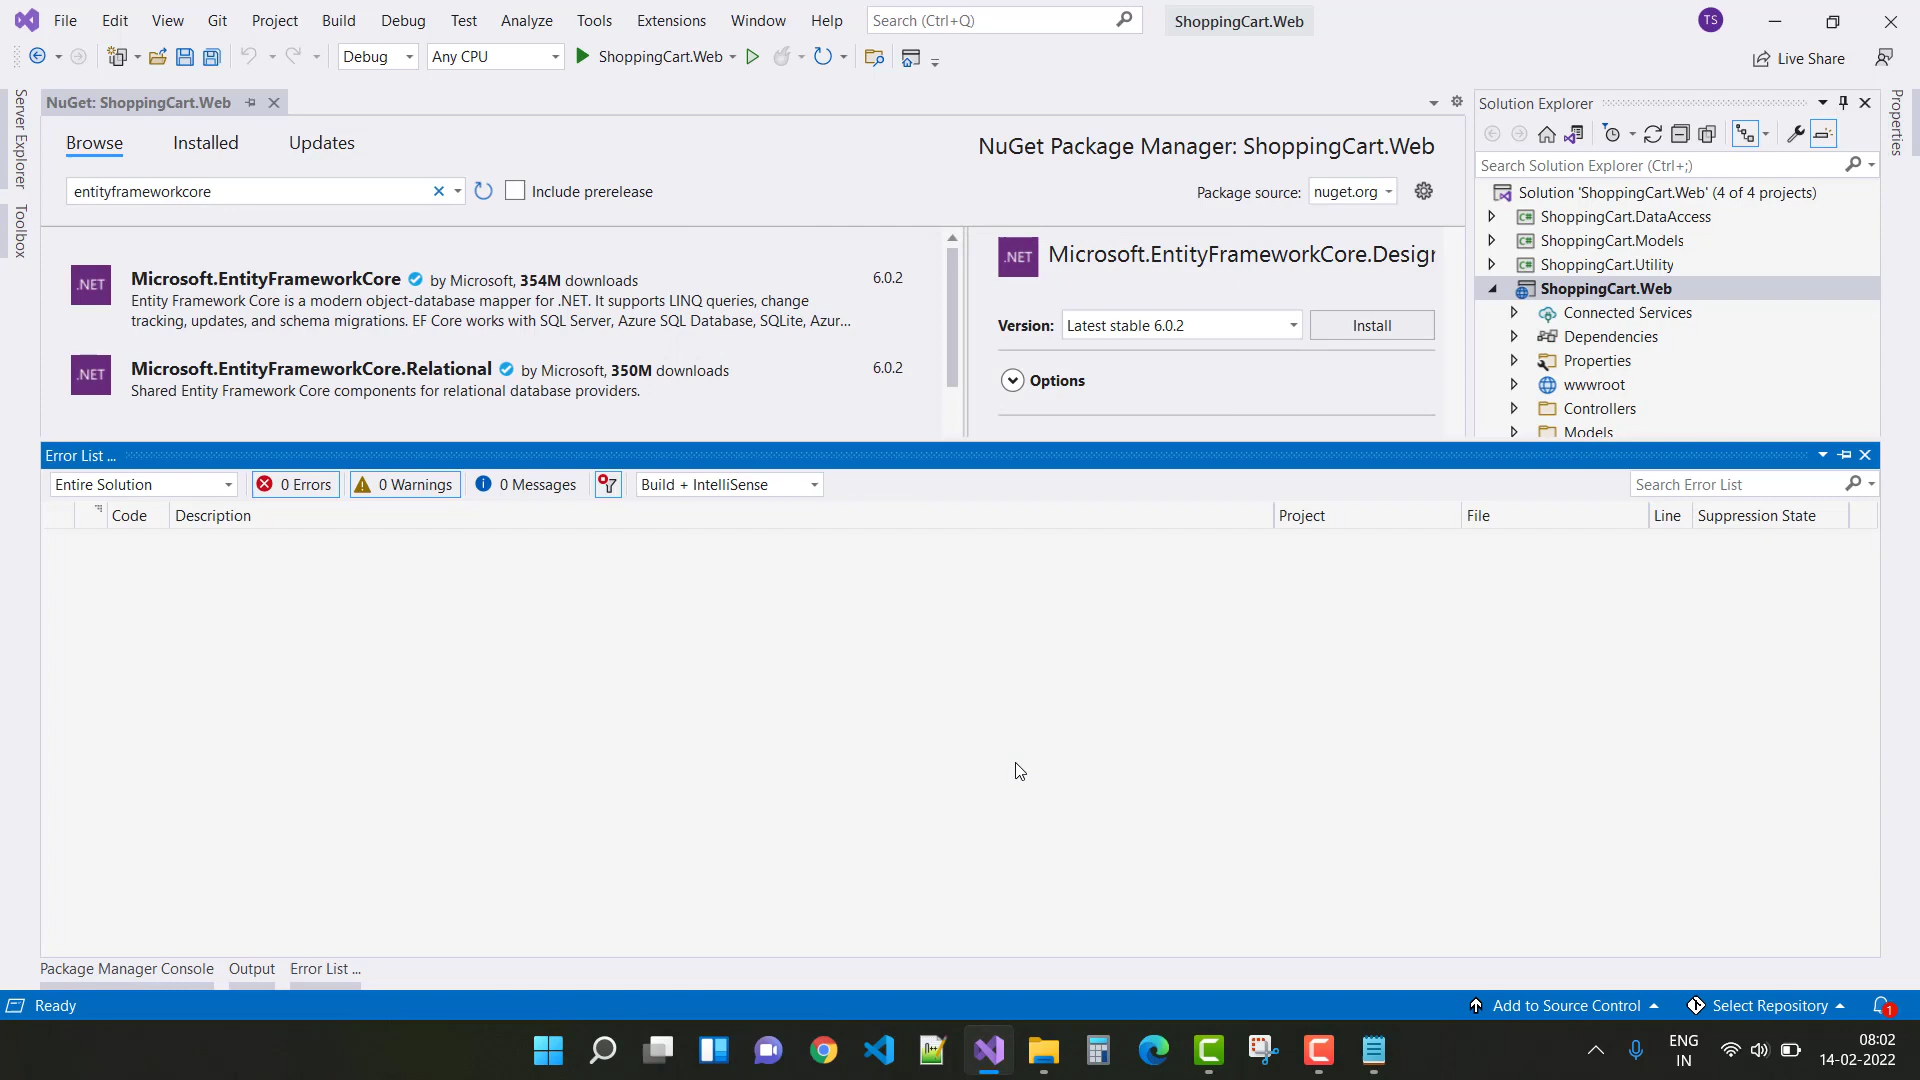 File Edit View Git Project Build Debug Test Analyze Tools Extensions Window Help Search (Ctrl+Q) ShoppingCart.Web TS
Debug Any CPU ShoppingCart.Web Live Share
Server Explorer
Toolbox
NuGet: ShoppingCart.Web
Browse Installed Updates
NuGet Package Manager: ShoppingCart.Web
entityframeworkcore Include prerelease Package source: nuget.org
.NET Microsoft.EntityFrameworkCore by Microsoft, 354M downloads 6.0.2
Entity Framework Core is a modern object-database mapper for .NET. It supports LINQ queries, change
tracking, updates, and schema migrations. EF Core works with SQL Server, Azure SQL Database, SQLite, Azur...
.NET Microsoft.EntityFrameworkCore.Relational by Microsoft, 350M downloads 6.0.2
Shared Entity Framework Core components for relational database providers.
.NET Microsoft.EntityFrameworkCore.Design
Version: Latest stable 6.0.2 Install
Options
Solution Explorer
Search Solution Explorer (Ctrl+;)
Solution 'ShoppingCart.Web' (4 of 4 projects)
C# ShoppingCart.DataAccess
C# ShoppingCart.Models
C# ShoppingCart.Utility
ShoppingCart.Web
Connected Services
Dependencies
Properties
wwwroot
Controllers
Models
Properties
Error List ...
Entire Solution 0 Errors 0 Warnings 0 Messages Build + IntelliSense Search Error List
Code Description Project File Line Suppression State
Package Manager Console Output Error List ...
Ready Add to Source Control Select Repository 1
ENG
IN
08:02
14-02-2022